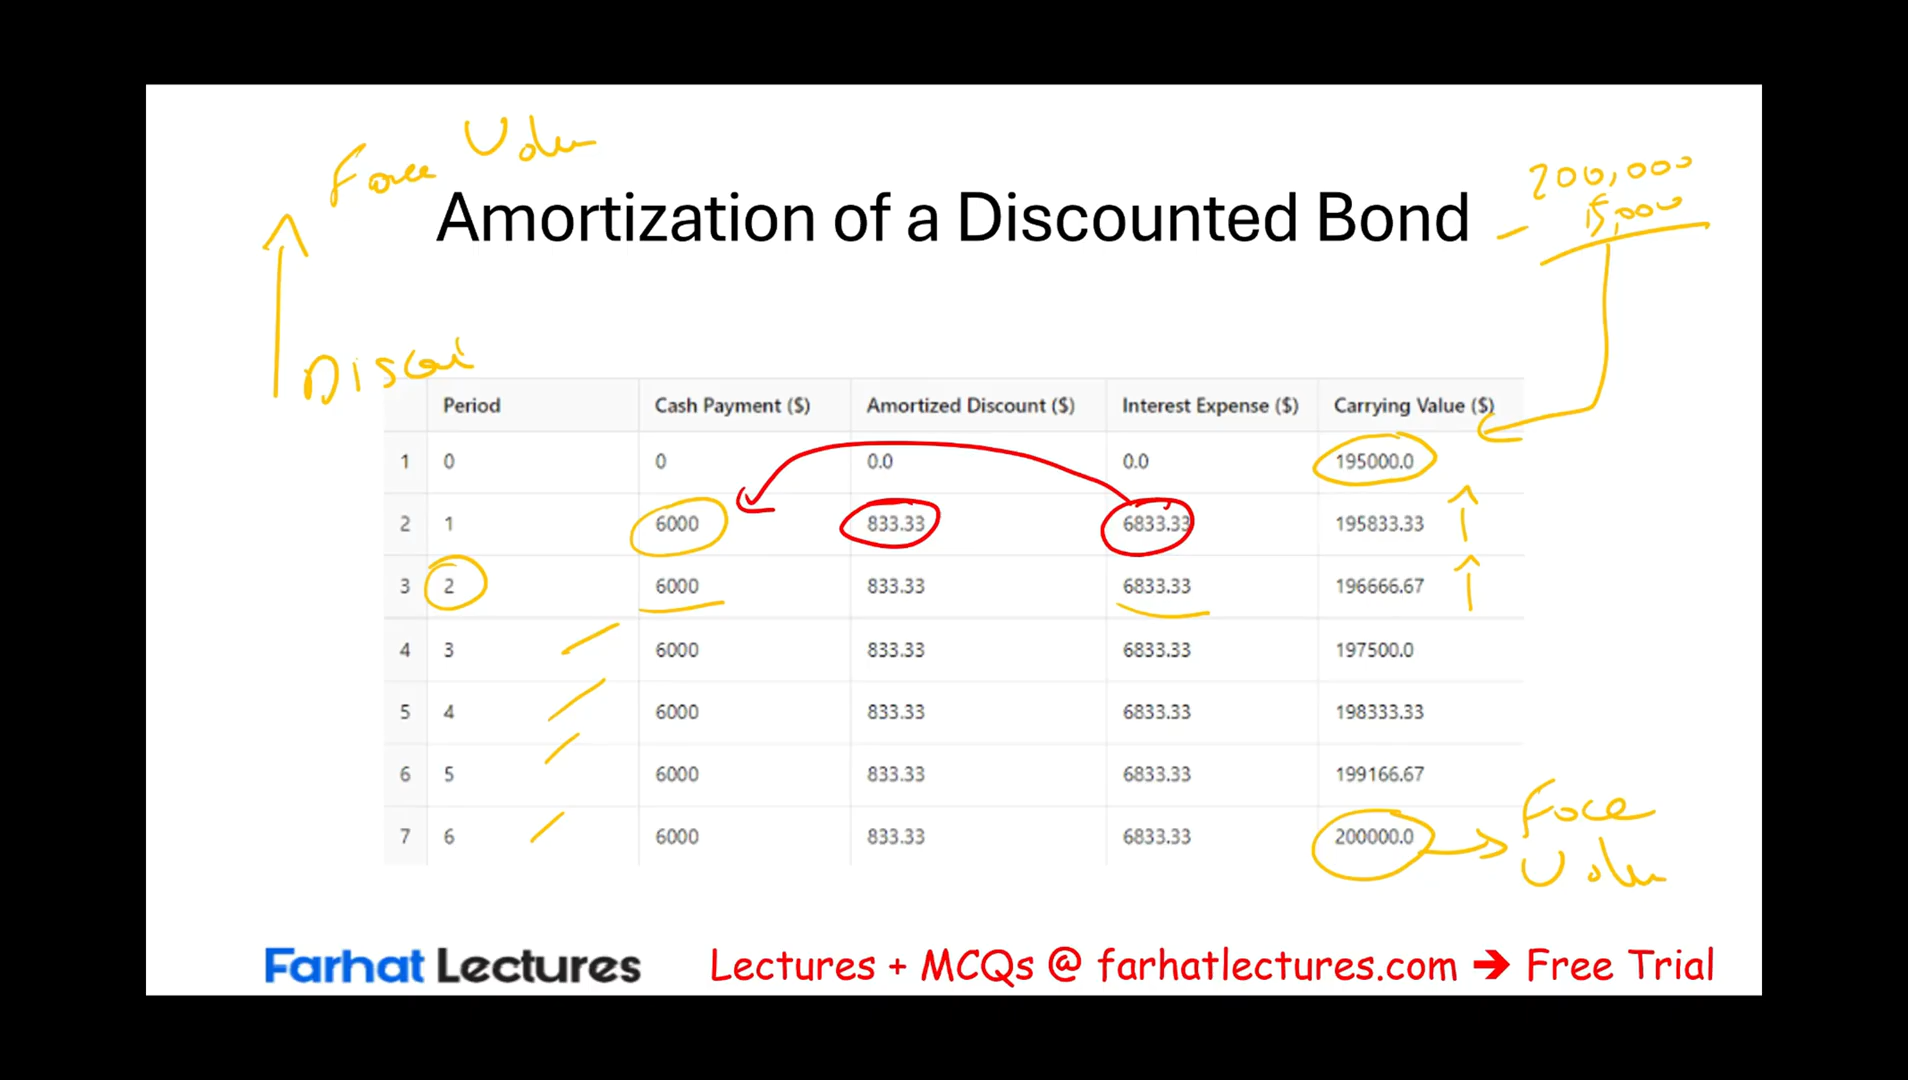 Face Value
200,000
Amortization of a Discounted Bond
- 15,000
Discount
Period Cash Payment ($) Amortized Discount ($) Interest Expense ($) Carrying Value ($)
1 0 0 0.0 0.0 195000.0
2 1 6000 833.33 6833.33 195833.33
3 2 6000 833.33 6833.33 196666.67
4 3 6000 833.33 6833.33 197500.0
5 4 6000 833.33 6833.33 198333.33
6 5 6000 833.33 6833.33 199166.67
7 6 6000 833.33 6833.33 200000.0
Face
Value
Farhat Lectures Lectures + MCQs @ farhatlectures.com → Free Trial